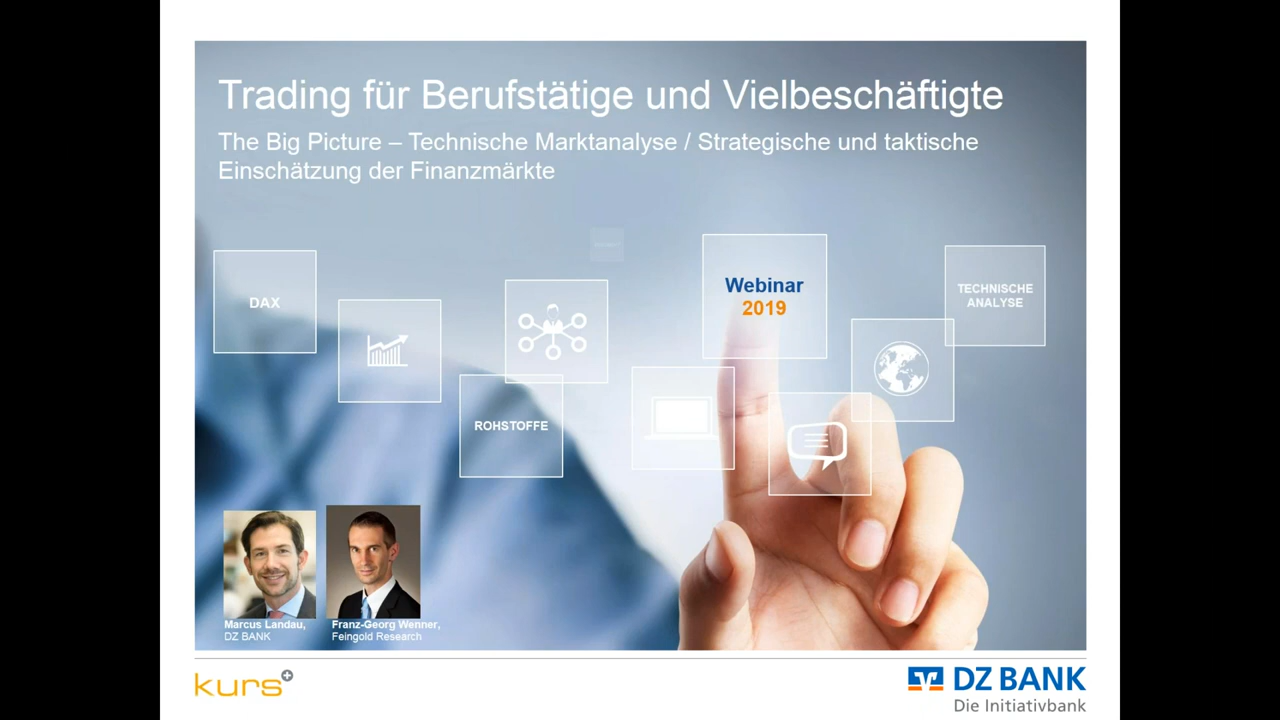 Trading für Berufstätige und Vielbeschäftigte
The Big Picture – Technische Marktanalyse / Strategische und taktische
Einschätzung der Finanzmärkte
DAX
Webinar
2019
TECHNISCHE
ANALYSE
ROHSTOFFE
Marcus Landau,
DZ BANK
Franz-Georg Wenner,
Feingold Research
kurs+
DZ BANK
Die Initiativbank